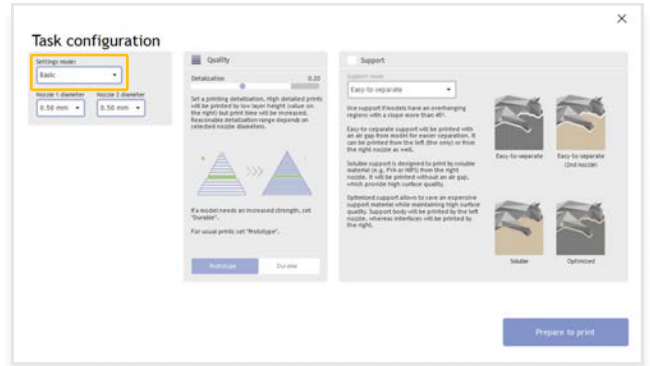 Task configuration
Settings mode:
Basic
Nozzle 1 diameter
Nozzle 2 diameter
0.50 mm
0.50 mm
Quality
Detalization
0.20
Set a printing detalization. High detailed prints
will be printed by low layer height (value on
the right) but print time will be increased.
Reasonable detalization range depends on
selected nozzle diameters.
If a model needs an increased strength, set
"Durable".
For usual prints set "Prototype".
Prototype
Durable
Support
Support mode
Easy-to separate
Use support if models have an overhanging
regions with a slope more than 45°.
Easy-to separate support will be printed with
an air gap from model for easier separation. It
can be printed from the left (the only) or from
the right nozzle as well.
Soluble support is designed to print by soluble
material (e.g. PVA or HIPS) from the right
nozzle. It will be printed without an air gap,
which provide high surface quality.
Optimized support allows to save an expensive
support material while maintaining high surface
quality. Support body will be printed by the left
nozzle, whereas interfaces will be printed by
the right.
Easy-to-separate
Easy-to-separate
(2nd nozzle)
Soluble
Optimized
Prepare to print